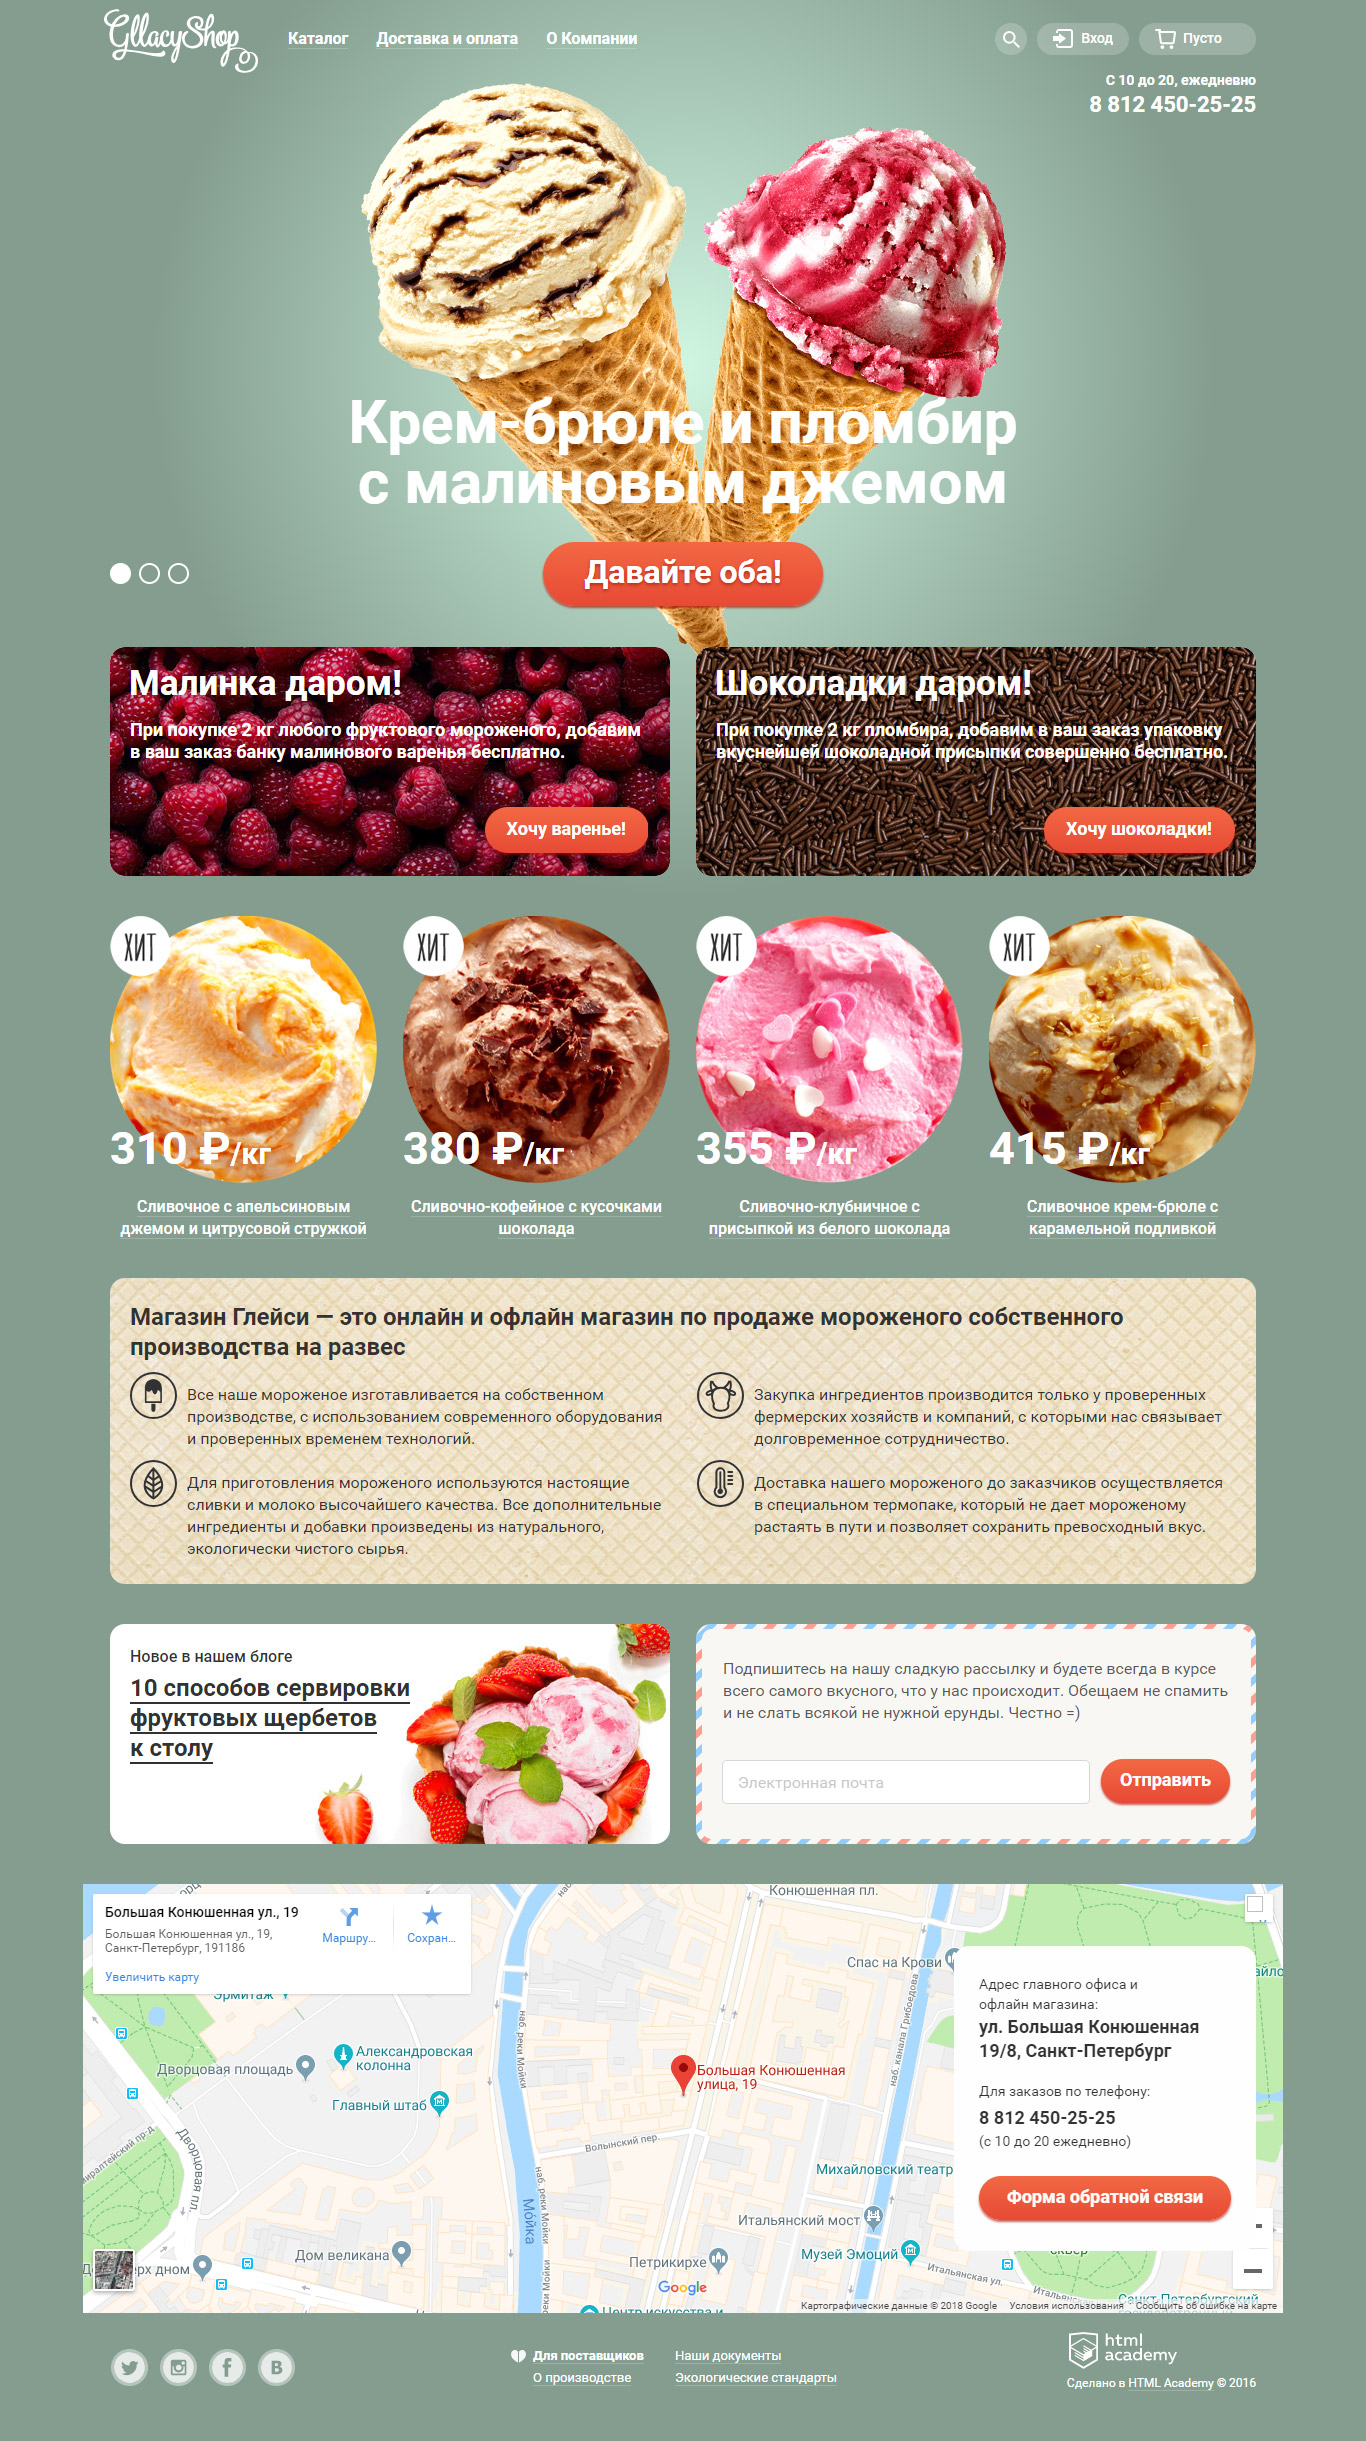 GllacyShop
Каталог
Доставка и оплата
О Компании
Вход
Пусто
С 10 до 20, ежедневно
8 812 450-25-25
Крем-брюле и пломбир
с малиновым джемом
Давайте оба!
Малинка даром!
При покупке 2 кг любого фруктового мороженого, добавим
в ваш заказ банку малинового варенья бесплатно.
Хочу варенье!
Шоколадки даром!
При покупке 2 кг пломбира, добавим в ваш заказ упаковку
вкуснейшей шоколадной присыпки совершенно бесплатно.
Хочу шоколадки!
ХИТ
310 ₽/кг
Сливочное с апельсиновым
джемом и цитрусовой стружкой
ХИТ
380 ₽/кг
Сливочно-кофейное с кусочками
шоколада
ХИТ
355 ₽/кг
Сливочно-клубничное с
присыпкой из белого шоколада
ХИТ
415 ₽/кг
Сливочное крем-брюле с
карамельной подливкой
Магазин Глейси — это онлайн и офлайн магазин по продаже мороженого собственного
производства на развес
Все наше мороженое изготавливается на собственном
производстве, с использованием современного оборудования
и проверенных временем технологий.
Закупка ингредиентов производится только у проверенных
фермерских хозяйств и компаний, с которыми нас связывает
долговременное сотрудничество.
Для приготовления мороженого используются настоящие
сливки и молоко высочайшего качества. Все дополнительные
ингредиенты и добавки произведены из натурального,
экологически чистого сырья.
Доставка нашего мороженого до заказчиков осуществляется
в специальном термопаке, который не дает мороженому
растаять в пути и позволяет сохранить превосходный вкус.
Новое в нашем блоге
10 способов сервировки
фруктовых щербетов
к столу
Подпишитесь на нашу сладкую рассылку и будете всегда в курсе
всего самого вкусного, что у нас происходит. Обещаем не спамить
и не слать всякой не нужной ерунды. Честно =)
Электронная почта
Отправить
Большая Конюшенная ул., 19
Большая Конюшенная ул., 19,
Санкт-Петербург, 191186
Увеличить карту
Маршру...
Сохран...
Конюшенная пл.
Спас на Крови
Эрмитаж
Александровская
колонна
Дворцовая площадь
Главный штаб
наб. реки Мойки
наб. канала Грибоедова
Большая Конюшенная
улица, 19
Волынский пер.
Дворцовая пл.
Михайловский театр
наб. реки Мойки
Мойка
Итальянский мост
Дом великана
Петрикирхе
Музей Эмоций
Итальянская ул.
Google
Картографические данные © 2018 Google
Условия использования
Сообщить об ошибке на карте
Адрес главного офиса и
офлайн магазина:
ул. Большая Конюшенная
19/8, Санкт-Петербург
Для заказов по телефону:
8 812 450-25-25
(с 10 до 20 ежедневно)
Форма обратной связи
Для поставщиков
О производстве
Наши документы
Экологические стандарты
html
academy
Сделано в HTML Academy © 2016